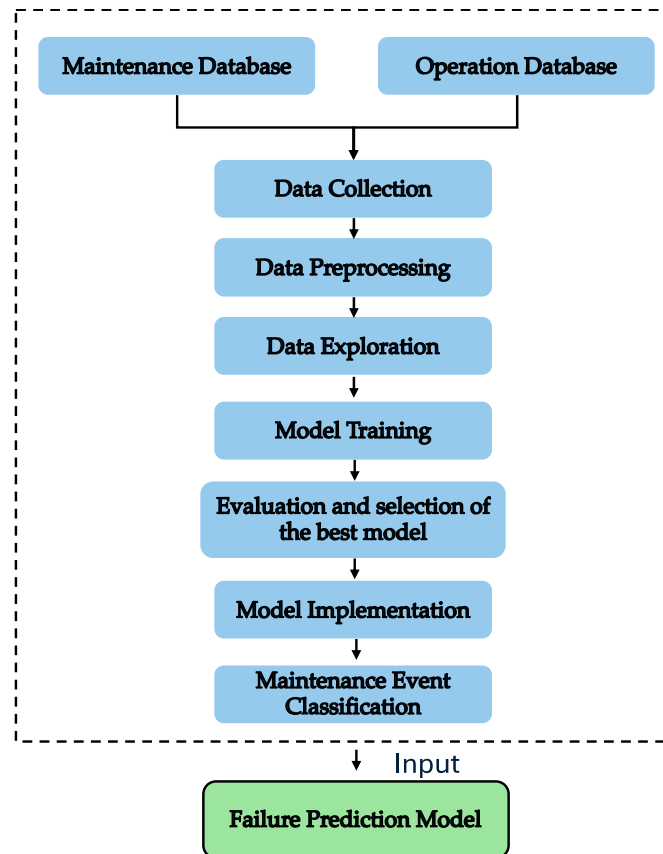 Maintenance Database
Operation Database
Data Collection
Data Preprocessing
Data Exploration
Model Training
Evaluation and selection of
the best model
Model Implementation
Maintenance Event
Classification
Input
Failure Prediction Model